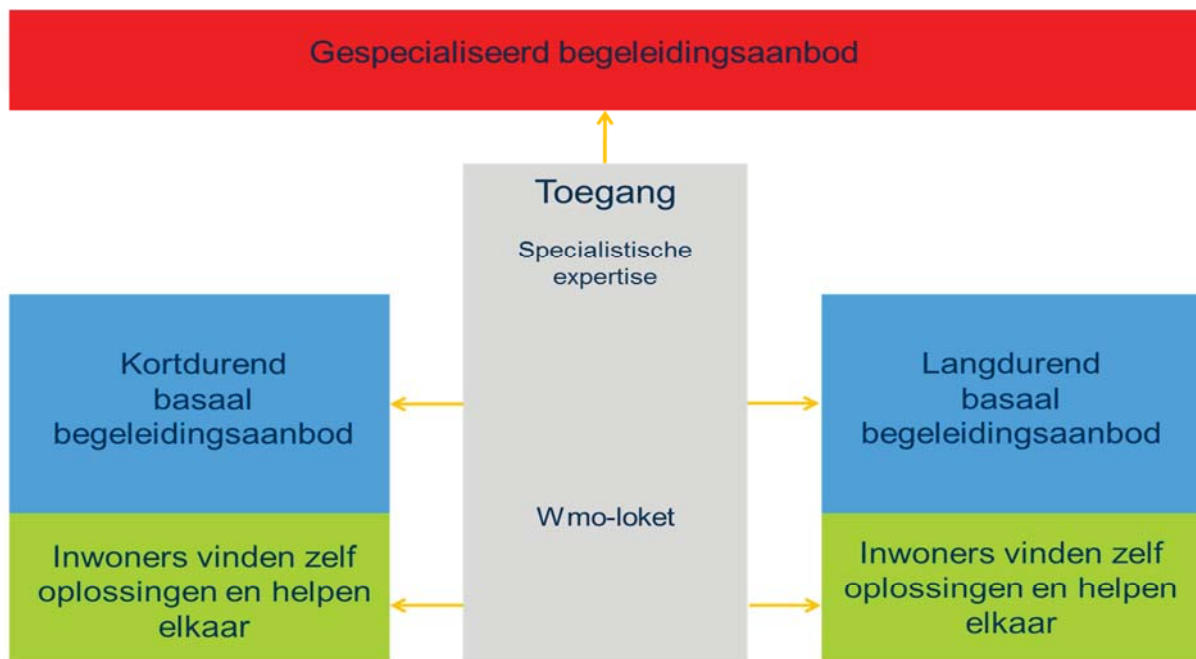 Gespecialiseerd begeleidingsaanbod
Toegang
Specialistische
expertise
Kortdurend
basaal
begeleidingsaanbod
Langdurend
basaal
begeleidingsaanbod
Wmo-loket
Inwoners vinden zelf
oplossingen en helpen
elkaar
Inwoners vinden zelf
oplossingen en helpen
elkaar